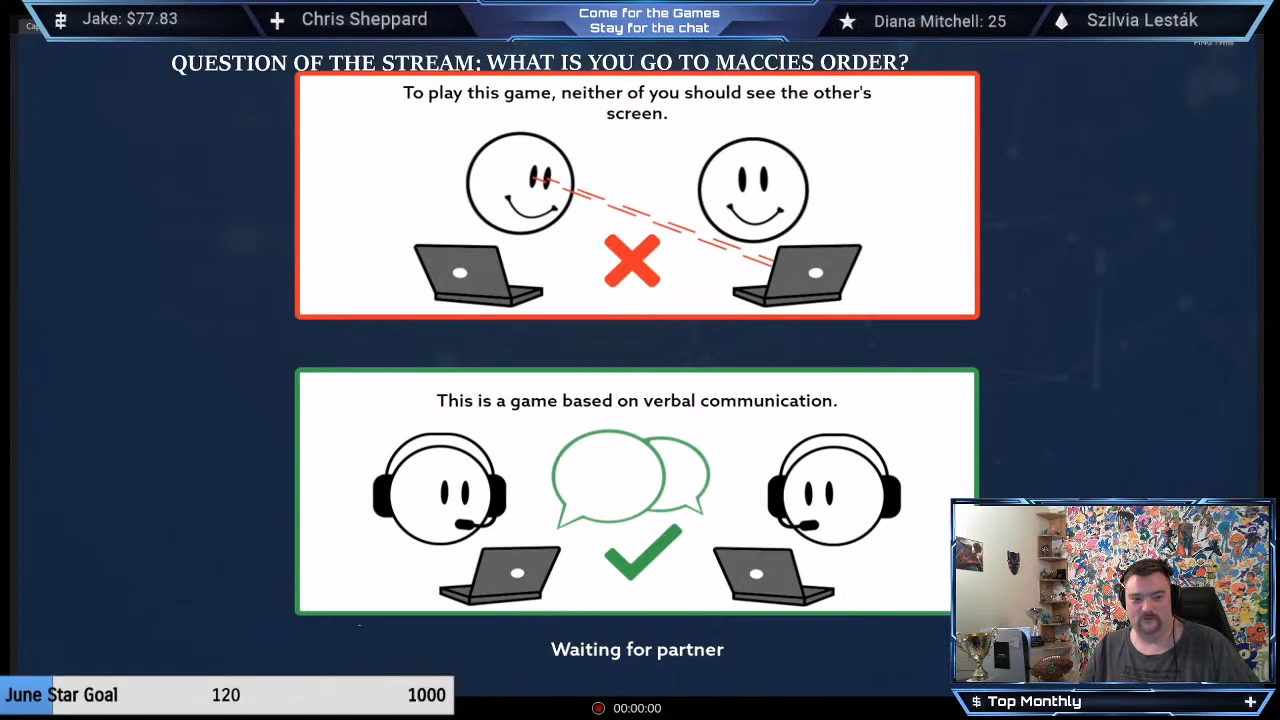 Jake: $77.83
Chris Sheppard
Come for the Games
Stay for the chat
Diana Mitchell: 25
Szilvia Lesták
QUESTION OF THE STREAM: WHAT IS YOU GO TO MACCIES ORDER?
To play this game, neither of you should see the other's
screen.
This is a game based on verbal communication.
Waiting for partner
June Star Goal 120 1000
00:00:00
Top Monthly